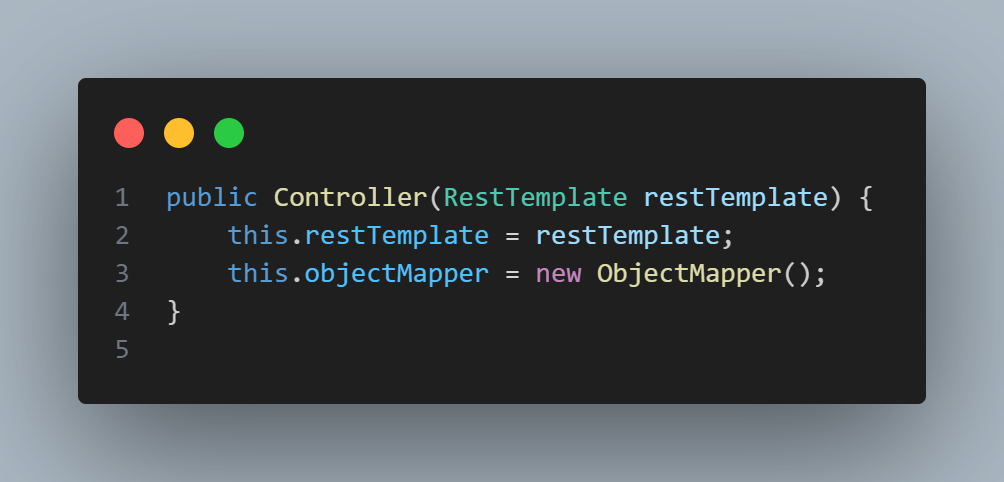 1 public Controller(RestTemplate restTemplate) {
2     this.restTemplate = restTemplate;
3     this.objectMapper = new ObjectMapper();
4 }
5